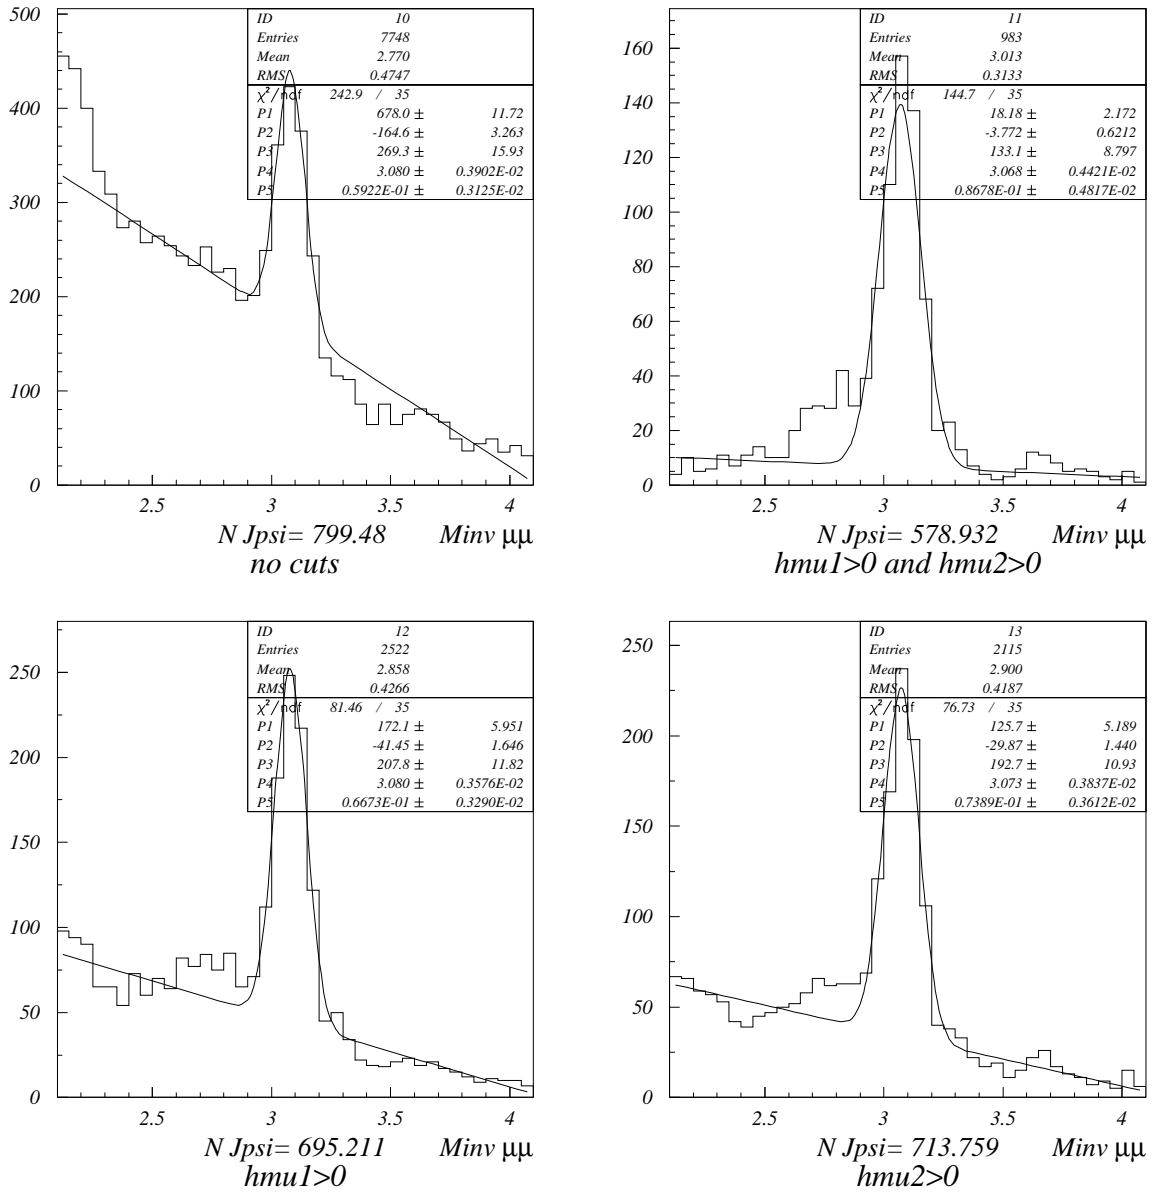 ID 10
Entries 7748
Mean 2.770
RMS 0.4747
χ²/ndf 242.9 / 35
P1 678.0 ± 11.72
P2 -164.6 ± 3.263
P3 269.3 ± 15.93
P4 3.080 ± 0.3902E-02
P5 0.5922E-01 ± 0.3125E-02
500
400
300
200
100
0
2.5 3 3.5 4
N Jpsi= 799.48 Minv μμ
no cuts
ID 11
Entries 983
Mean 3.013
RMS 0.3133
χ²/ndf 144.7 / 35
P1 18.18 ± 2.172
P2 -3.772 ± 0.6212
P3 133.1 ± 8.797
P4 3.068 ± 0.4421E-02
P5 0.8678E-01 ± 0.4817E-02
160
140
120
100
80
60
40
20
0
2.5 3 3.5 4
N Jpsi= 578.932 Minv μμ
hmu1>0 and hmu2>0
ID 12
Entries 2522
Mean 2.858
RMS 0.4266
χ²/ndf 81.46 / 35
P1 172.1 ± 5.951
P2 -41.45 ± 1.646
P3 207.8 ± 11.82
P4 3.080 ± 0.3576E-02
P5 0.6673E-01 ± 0.3290E-02
250
200
150
100
50
0
2.5 3 3.5 4
N Jpsi= 695.211 Minv μμ
hmu1>0
ID 13
Entries 2115
Mean 2.900
RMS 0.4187
χ²/ndf 76.73 / 35
P1 125.7 ± 5.189
P2 -29.87 ± 1.440
P3 192.7 ± 10.93
P4 3.073 ± 0.3837E-02
P5 0.7389E-01 ± 0.3612E-02
250
200
150
100
50
0
2.5 3 3.5 4
N Jpsi= 713.759 Minv μμ
hmu2>0